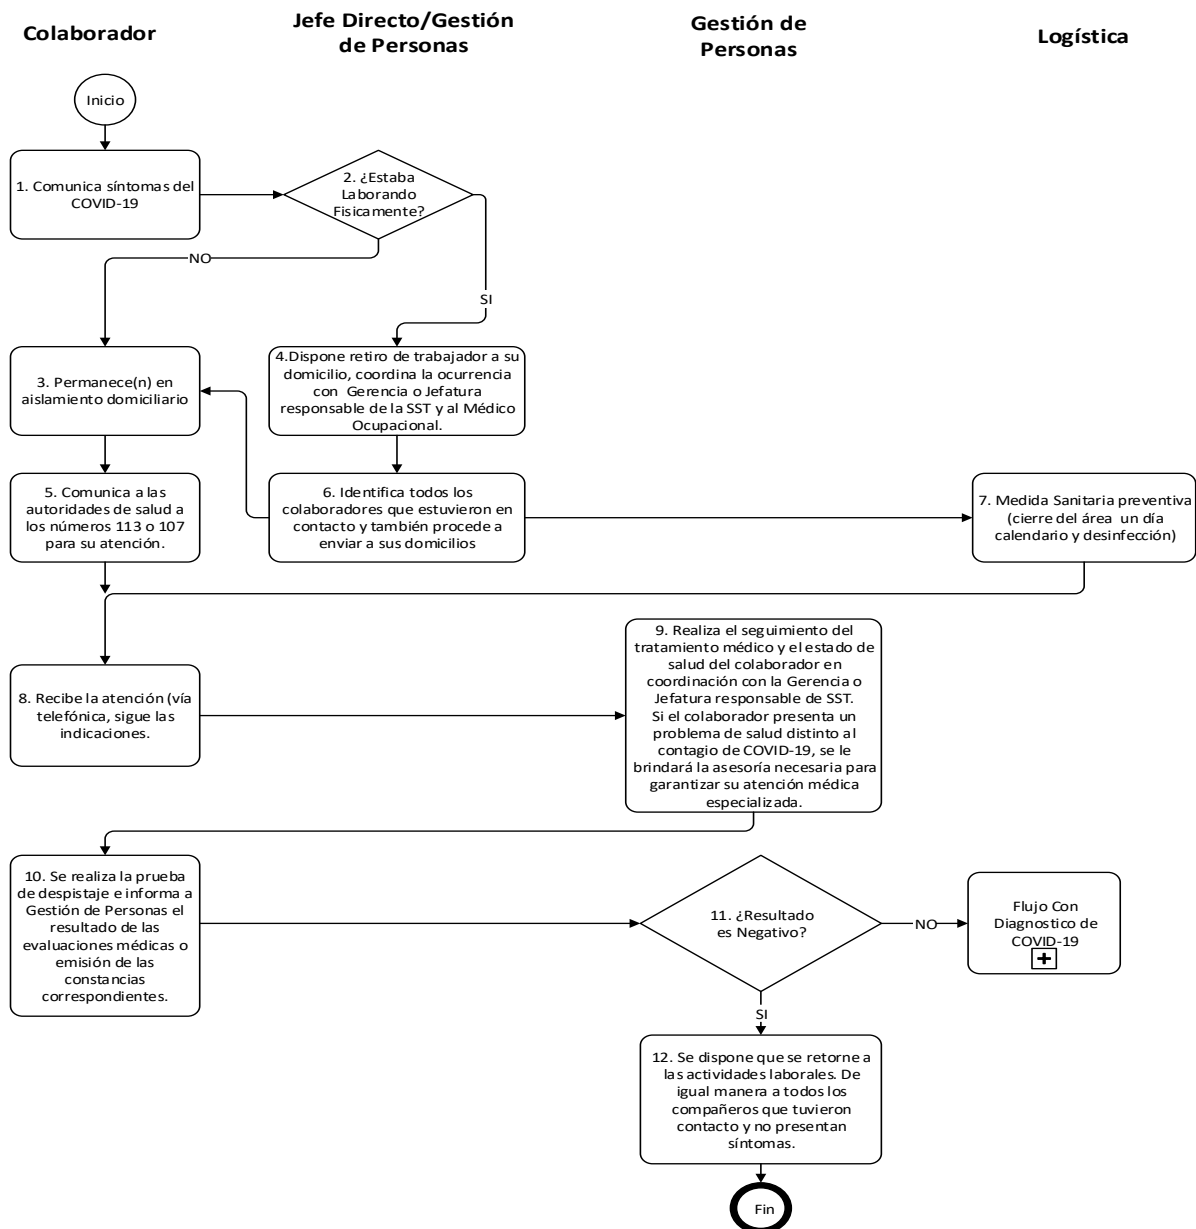 Colaborador
Jefe Directo/Gestión
de Personas
Gestión de
Personas
Logística
Inicio
1. Comunica síntomas del
COVID-19
2. ¿Estaba
Laborando
Fisicamente?
NO
SI
3. Permanece(n) en
aislamiento domiciliario
4.Dispone retiro de trabajador a su
domicilio, coordina la ocurrencia
con Gerencia o Jefatura
responsable de la SST y al Médico
Ocupacional.
5. Comunica a las
autoridades de salud a
los números 113 o 107
para su atención.
6. Identifica todos los
colaboradores que estuvieron en
contacto y también procede a
enviar a sus domicilios
7. Medida Sanitaria preventiva
(cierre del área un día
calendario y desinfección)
8. Recibe la atención (vía
telefónica, sigue las
indicaciones.
9. Realiza el seguimiento del
tratamiento médico y el estado de
salud del colaborador en
coordinación con la Gerencia o
Jefatura responsable de SST.
Si el colaborador presenta un
problema de salud distinto al
contagio de COVID-19, se le
brindará la asesoría necesaria para
garantizar su atención médica
especializada.
10. Se realiza la prueba
de despistaje e informa a
Gestión de Personas el
resultado de las
evaluaciones médicas o
emisión de las
constancias
correspondientes.
11. ¿Resultado
es Negativo?
NO
Flujo Con
Diagnostico de
COVID-19
SI
12. Se dispone que se retorne a
las actividades laborales. De
igual manera a todos los
compañeros que tuvieron
contacto y no presentan
síntomas.
Fin